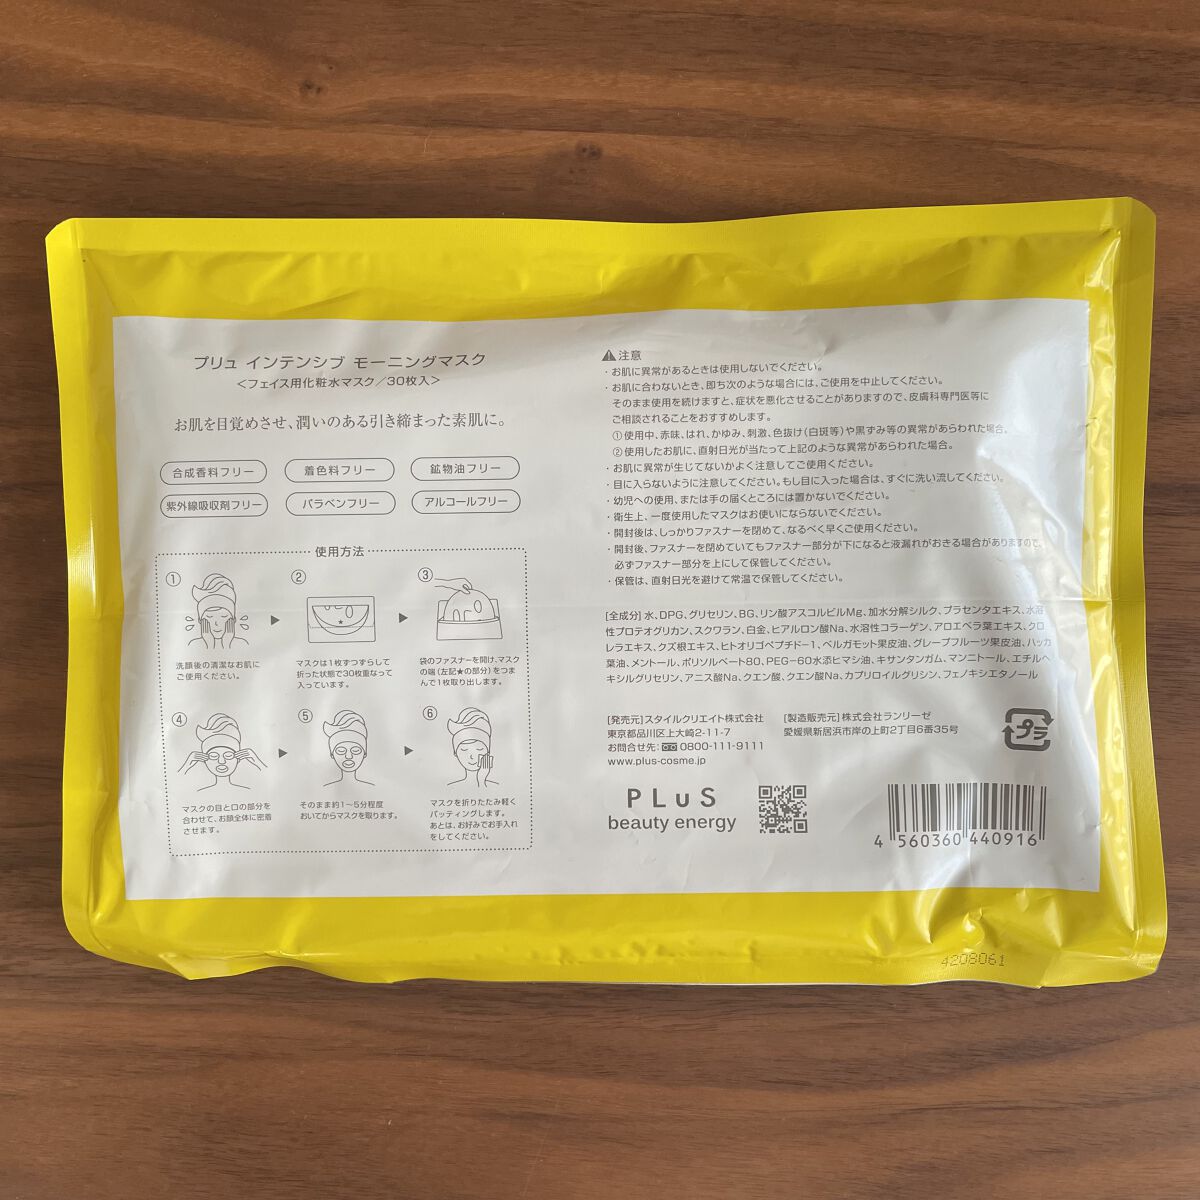 プリュ インテンシブ モーニングマスク
＜フェイス用化粧水マスク／30枚入＞
お肌を目覚めさせ、潤いのある引き締まった素肌に。
合成香料フリー
着色料フリー
鉱物油フリー
紫外線吸収剤フリー
パラベンフリー
アルコールフリー
使用方法
①
洗顔後の清潔なお肌に
ご使用ください。
②
マスクは1枚ずつずらして
折った状態で30枚重なって
入っています。
③
袋のファスナーを開け、マスク
の端（左記★の部分）をつま
んで1枚取り出します。
④
マスクの目と口の部分を
合わせて、お顔全体に密着
させます。
⑤
そのまま約1～5分程度
おいてからマスクを取ります。
⑥
マスクを折りたたみ軽く
パッティングします。
あとは、お好みでお手入れ
をしてください。
⚠注意
・お肌に異常があるときは使用しないでください。
・お肌に合わないとき、即ち次のような場合には、ご使用を中止してください。
そのまま使用を続けますと、症状を悪化させることがありますので、皮膚科専門医等に
ご相談されることをおすすめします。
①使用中、赤味、はれ、かゆみ、刺激、色抜け（白斑等）や黒ずみ等の異常があらわれた場合。
②使用したお肌に、直射日光が当たって上記のような異常があらわれた場合。
・お肌に異常が生じてないかよく注意してご使用ください。
・目に入らないように注意してください。もし目に入った場合は、すぐに洗い流してください。
・幼児への使用、または手の届くところには置かないでください。
・衛生上、一度使用したマスクはお使いにならないでください。
・開封後は、しっかりファスナーを閉めて、なるべく早くご使用ください。
・開封後、ファスナーを閉めていてもファスナー部分が下になると液漏れがおきる場合がありますので、
必ずファスナー部分を上にして保管してください。
・保管は、直射日光を避けて常温で保管してください。
[全成分] 水、DPG、グリセリン、BG、リン酸アスコルビルMg、加水分解シルク、プラセンタエキス、水溶
性プロテオグリカン、スクワラン、白金、ヒアルロン酸Na、水溶性コラーゲン、アロエベラ葉エキス、クロ
レラエキス、クズ根エキス、ヒトオリゴペプチド-1、ベルガモット果皮油、グレープフルーツ果皮油、ハッカ
葉油、メントール、ポリソルベート80、PEG-60水添ヒマシ油、キサンタンガム、マンニトール、エチルヘ
キシルグリセリン、アニス酸Na、クエン酸、クエン酸Na、カプリロイルグリシン、フェノキシエタノール
[発売元] スタイルクリエイト株式会社
東京都品川区上大崎2-11-7
お問合せ先: 0800-111-9111
www.plus-cosme.jp
[製造販売元] 株式会社ランリーゼ
愛媛県新居浜市岸の上町2丁目6番35号
プラ
PLuS
beauty energy
4 560360 440916
4208061